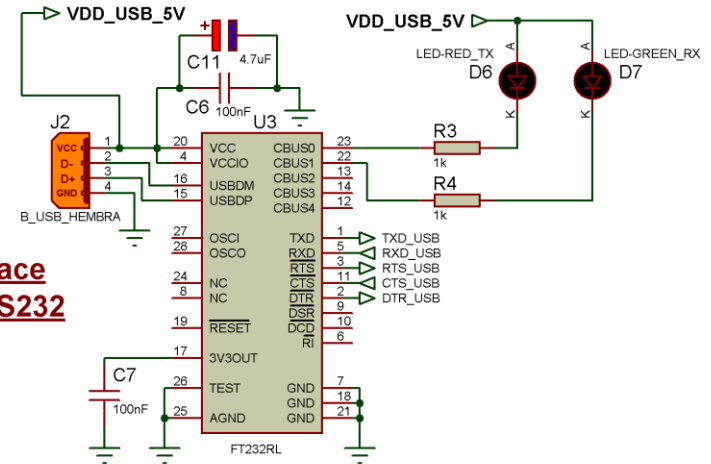 VDD_USB_5V
VDD_USB_5V
C11
4.7uF
C6
100nF
LED-RED_TX
D6
A
K
LED-GREEN_RX
D7
A
K
J2
VCC 1
D- 2
D+ 3
GND 4
B_USB_HEMBRA
U3
20 VCC CBUS0 23
4 VCCIO CBUS1 22
CBUS2 13
16 USBDM CBUS3 14
15 USBDP CBUS4 12
R3
1k
R4
1k
27 OSCI TXD 1 TXD_USB
28 OSCO RXD 5 RXD_USB
RTS 3 RTS_USB
24 NC CTS 11 CTS_USB
8 NC DTR 2 DTR_USB
DSR 9
19 RESET DCD 10
RI 6
17 3V3OUT
26 TEST GND 7
GND 18
25 AGND GND 21
FT232RL
ace
S232
C7
100nF